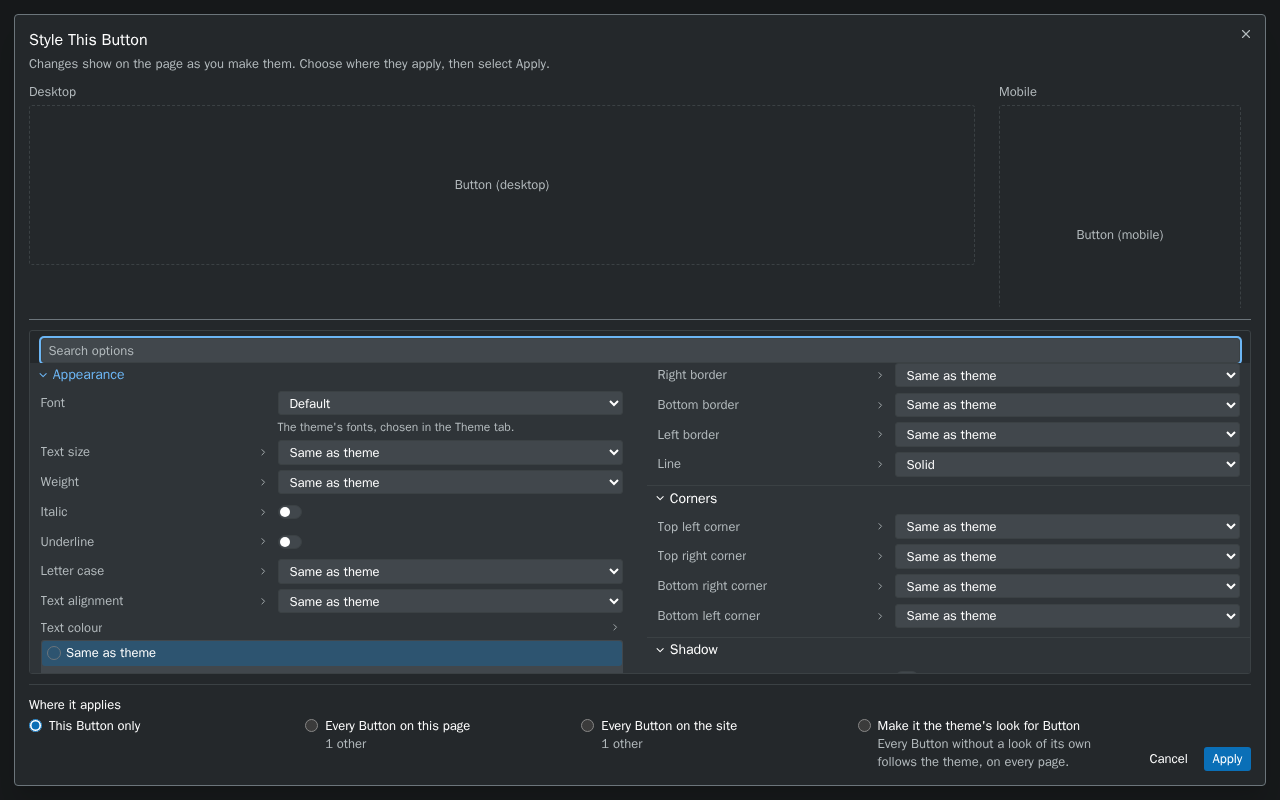 Style This Button
Changes show on the page as you make them. Choose where they apply, then select Apply.
Desktop
Mobile
Button (desktop)
Button (mobile)
Search options
Appearance
Font
Default
The theme's fonts, chosen in the Theme tab.
Text size
Same as theme
Weight
Same as theme
Italic
Underline
Letter case
Same as theme
Text alignment
Same as theme
Text colour
Same as theme
Right border
Same as theme
Bottom border
Same as theme
Left border
Same as theme
Line
Solid
Corners
Top left corner
Same as theme
Top right corner
Same as theme
Bottom right corner
Same as theme
Bottom left corner
Same as theme
Shadow
Where it applies
This Button only
Every Button on this page
1 other
Every Button on the site
1 other
Make it the theme's look for Button
Every Button without a look of its own
follows the theme, on every page.
Cancel
Apply